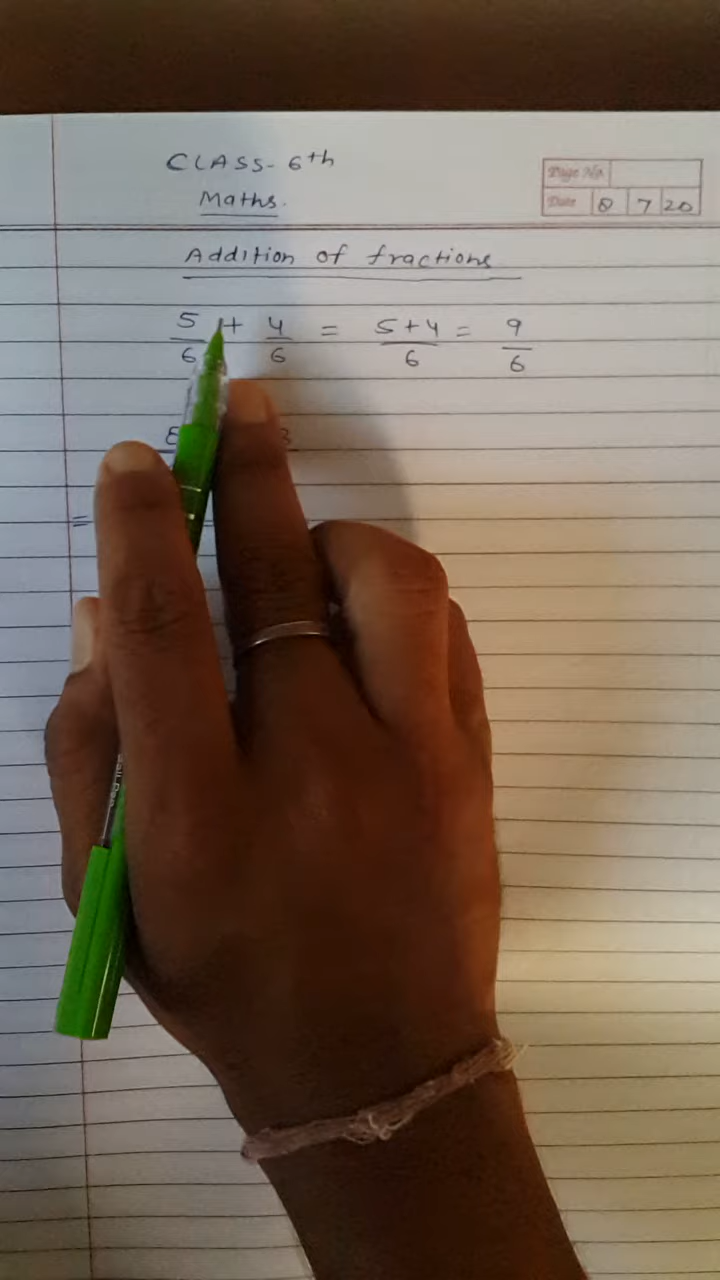 CLASS- 6th
Maths.
Page No.
Date 8 7 20
Addition of fractions
5/6 + 4/6 = 5+4/6 = 9/6
3
=